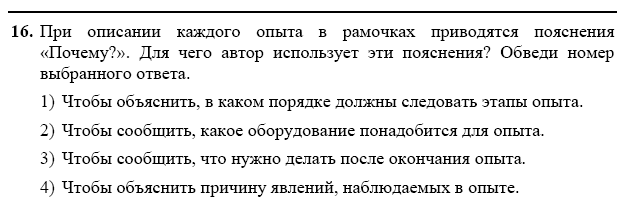 16. При описании каждого опыта в рамочках приводятся пояснения
«Почему?». Для чего автор использует эти пояснения? Обведи номер
выбранного ответа.
1) Чтобы объяснить, в каком порядке должны следовать этапы опыта.
2) Чтобы сообщить, какое оборудование понадобится для опыта.
3) Чтобы сообщить, что нужно делать после окончания опыта.
4) Чтобы объяснить причину явлений, наблюдаемых в опыте.